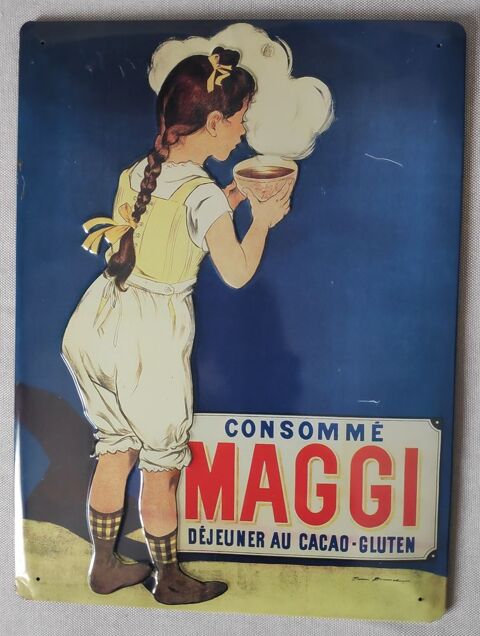 CONSOMMÉ
MAGGI
DÉJEUNER AU CACAO-GLUTEN